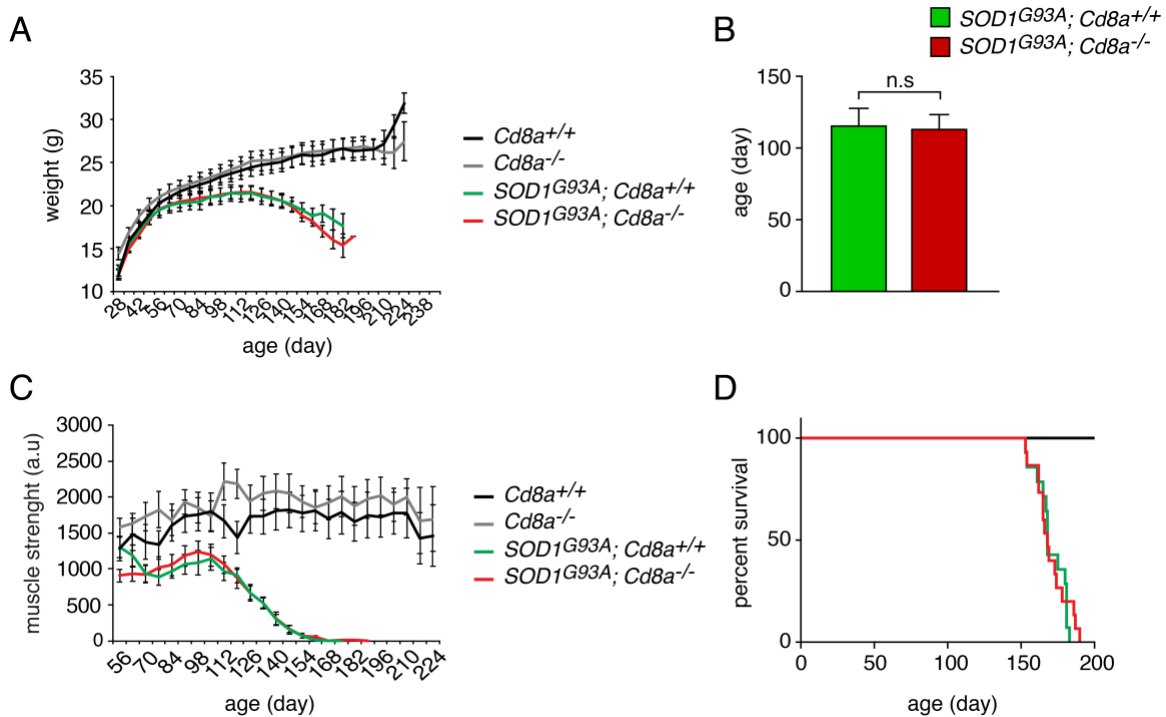 A
35
30
25
20
15
10
weight (g)
28
42
56
70
84
98
112
126
140
154
168
182
196
210
224
238
age (day)
Cd8a+/+
Cd8a-/-
SOD1G93A; Cd8a+/+
SOD1G93A; Cd8a-/-
B
SOD1G93A; Cd8a+/+
SOD1G93A; Cd8a-/-
n.s
150
100
50
0
age (day)
C
3000
2500
2000
1500
1000
500
0
muscle strenght (a.u)
56
70
84
98
112
126
140
154
168
182
196
210
224
age (day)
Cd8a+/+
Cd8a-/-
SOD1G93A; Cd8a+/+
SOD1G93A; Cd8a-/-
D
100
50
0
percent survival
0
50
100
150
200
age (day)